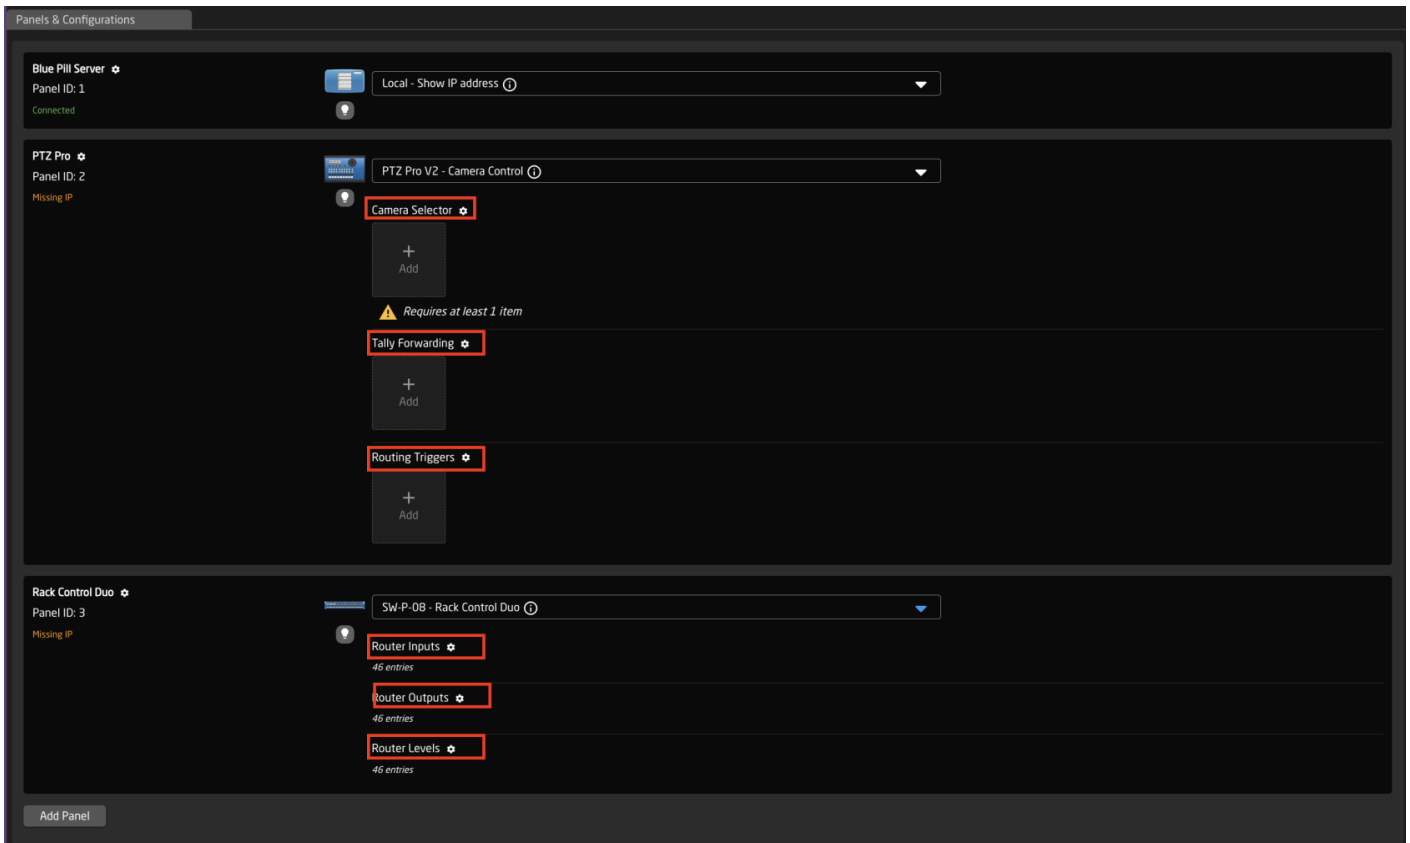 Panels & Configurations
Blue Pill Server
Panel ID: 1
Connected
Local - Show IP address
PTZ Pro
Panel ID: 2
Missing IP
PTZ Pro V2 - Camera Control
Camera Selector
+
Add
Requires at least 1 item
Tally Forwarding
+
Add
Routing Triggers
+
Add
Rack Control Duo
Panel ID: 3
Missing IP
SW-P-08 - Rack Control Duo
Router Inputs
46 entries
Router Outputs
46 entries
Router Levels
46 entries
Add Panel